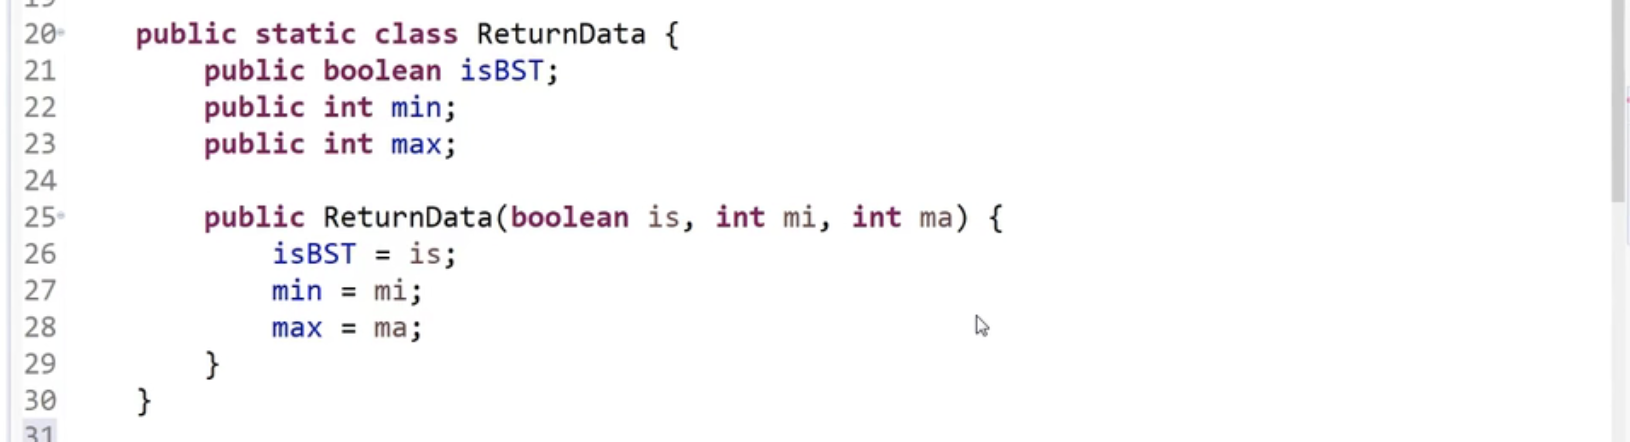 19
20 public static class ReturnData {
21 public boolean isBST;
22 public int min;
23 public int max;
24
25 public ReturnData(boolean is, int mi, int ma) {
26 isBST = is;
27 min = mi;
28 max = ma;
29 }
30 }
31